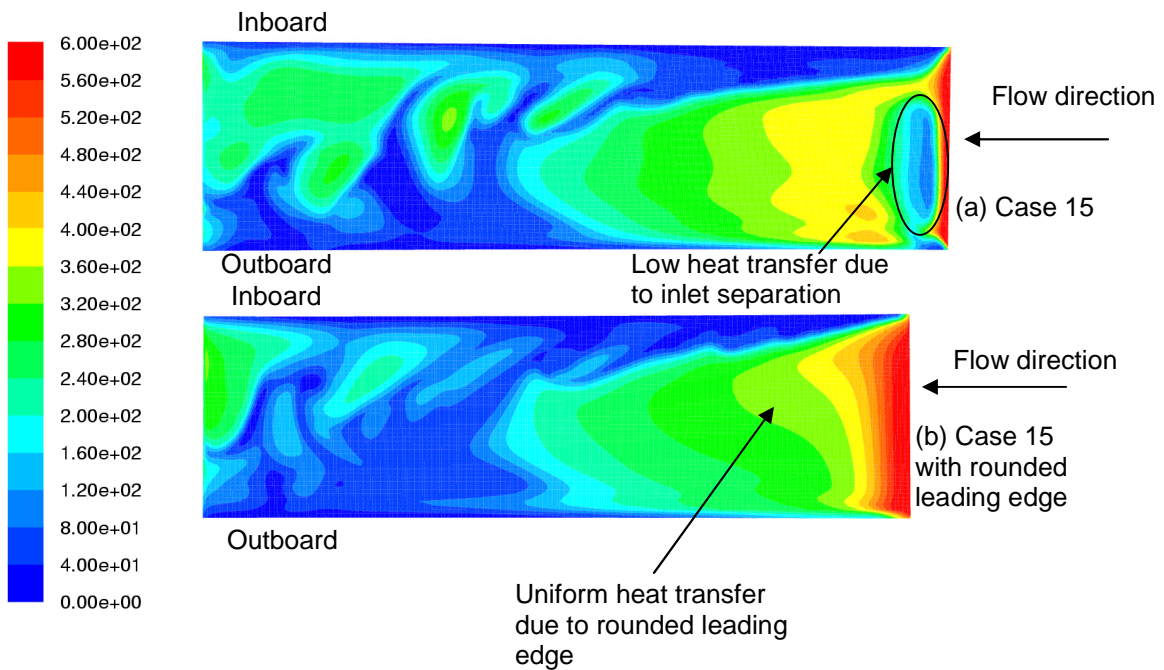 Inboard
6.00e+02
5.60e+02
5.20e+02
4.80e+02
4.40e+02
4.00e+02
3.60e+02
3.20e+02
2.80e+02
2.40e+02
2.00e+02
1.60e+02
1.20e+02
8.00e+01
4.00e+01
0.00e+00
Flow direction
(a) Case 15
Outboard
Low heat transfer due
to inlet separation
Inboard
Flow direction
(b) Case 15
with rounded
leading edge
Outboard
Uniform heat transfer
due to rounded leading
edge